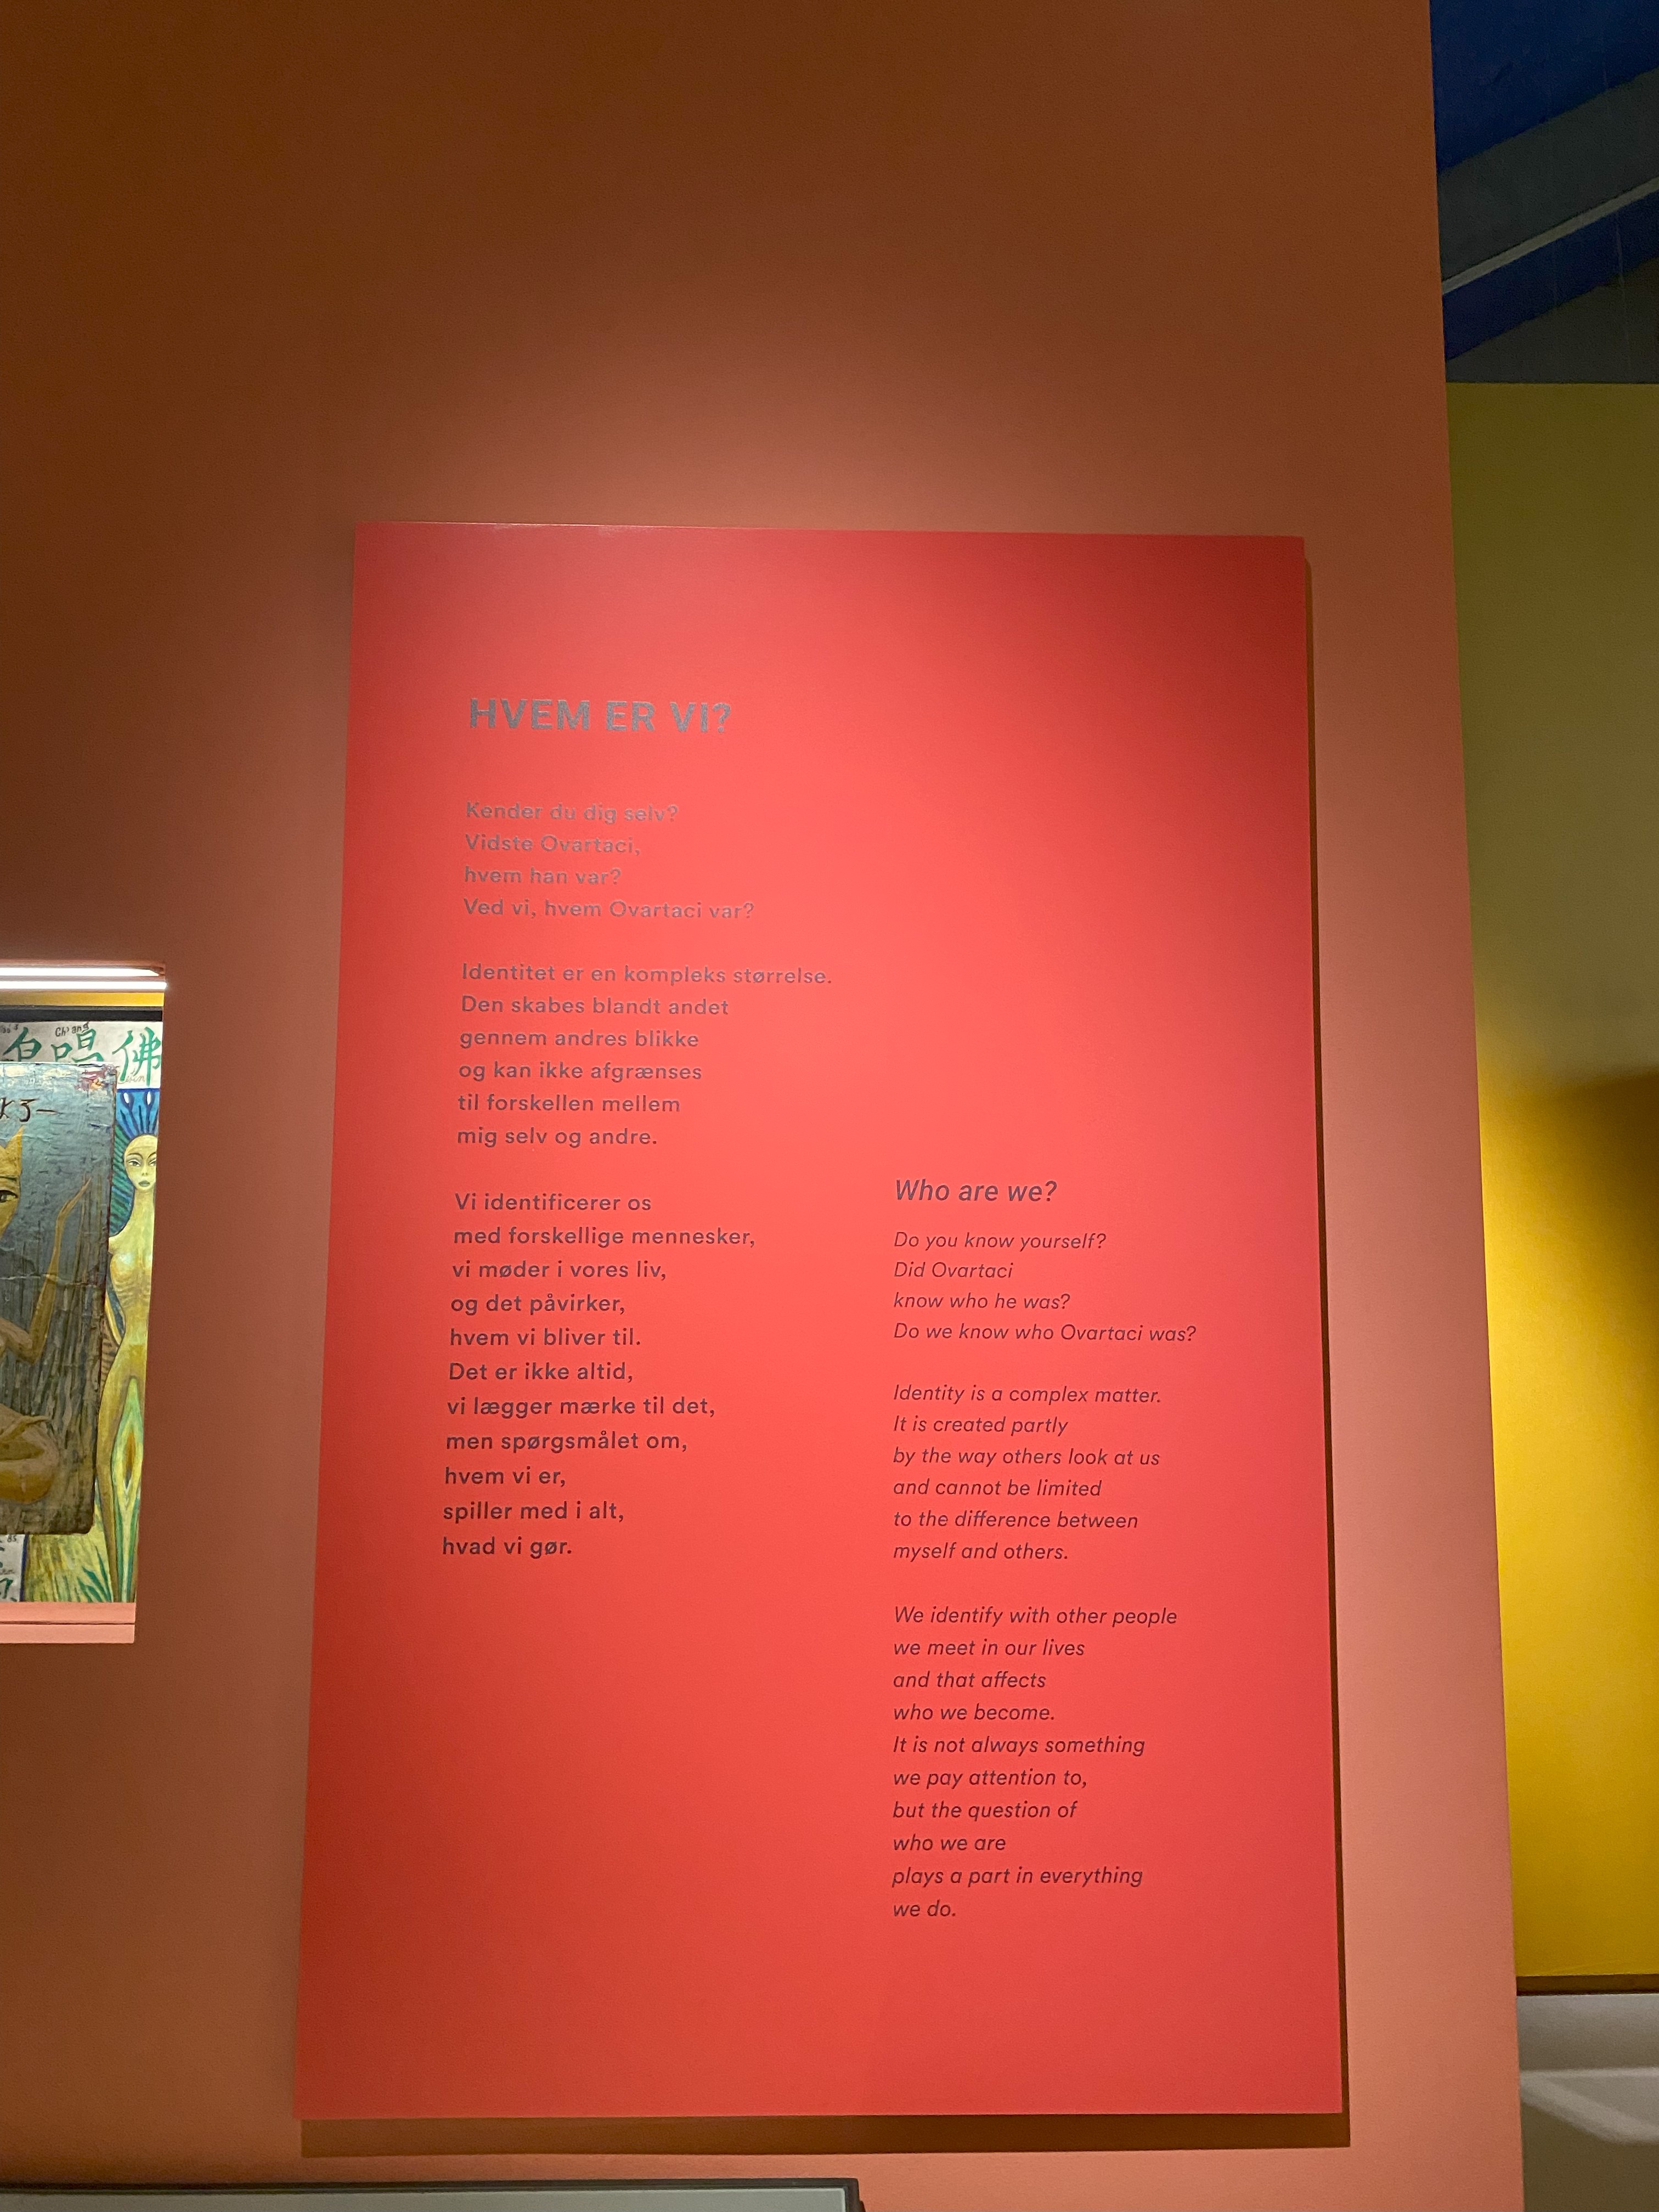 HVEM ER VI?
Kender du dig selv?
Vidste Ovartaci,
hvem han var?
Ved vi, hvem Ovartaci var?
Identitet er en kompleks størrelse.
Den skabes blandt andet
gennem andres blikke
og kan ikke afgrænses
til forskellen mellem
mig selv og andre.
Vi identificerer os
med forskellige mennesker,
vi møder i vores liv,
og det påvirker,
hvem vi bliver til.
Det er ikke altid,
vi lægger mærke til det,
men spørgsmålet om,
hvem vi er,
spiller med i alt,
hvad vi gør.
Who are we?
Do you know yourself?
Did Ovartaci
know who he was?
Do we know who Ovartaci was?
Identity is a complex matter.
It is created partly
by the way others look at us
and cannot be limited
to the difference between
myself and others.
We identify with other people
we meet in our lives
and that affects
who we become.
It is not always something
we pay attention to,
but the question of
who we are
plays a part in everything
we do.
Chang
佛